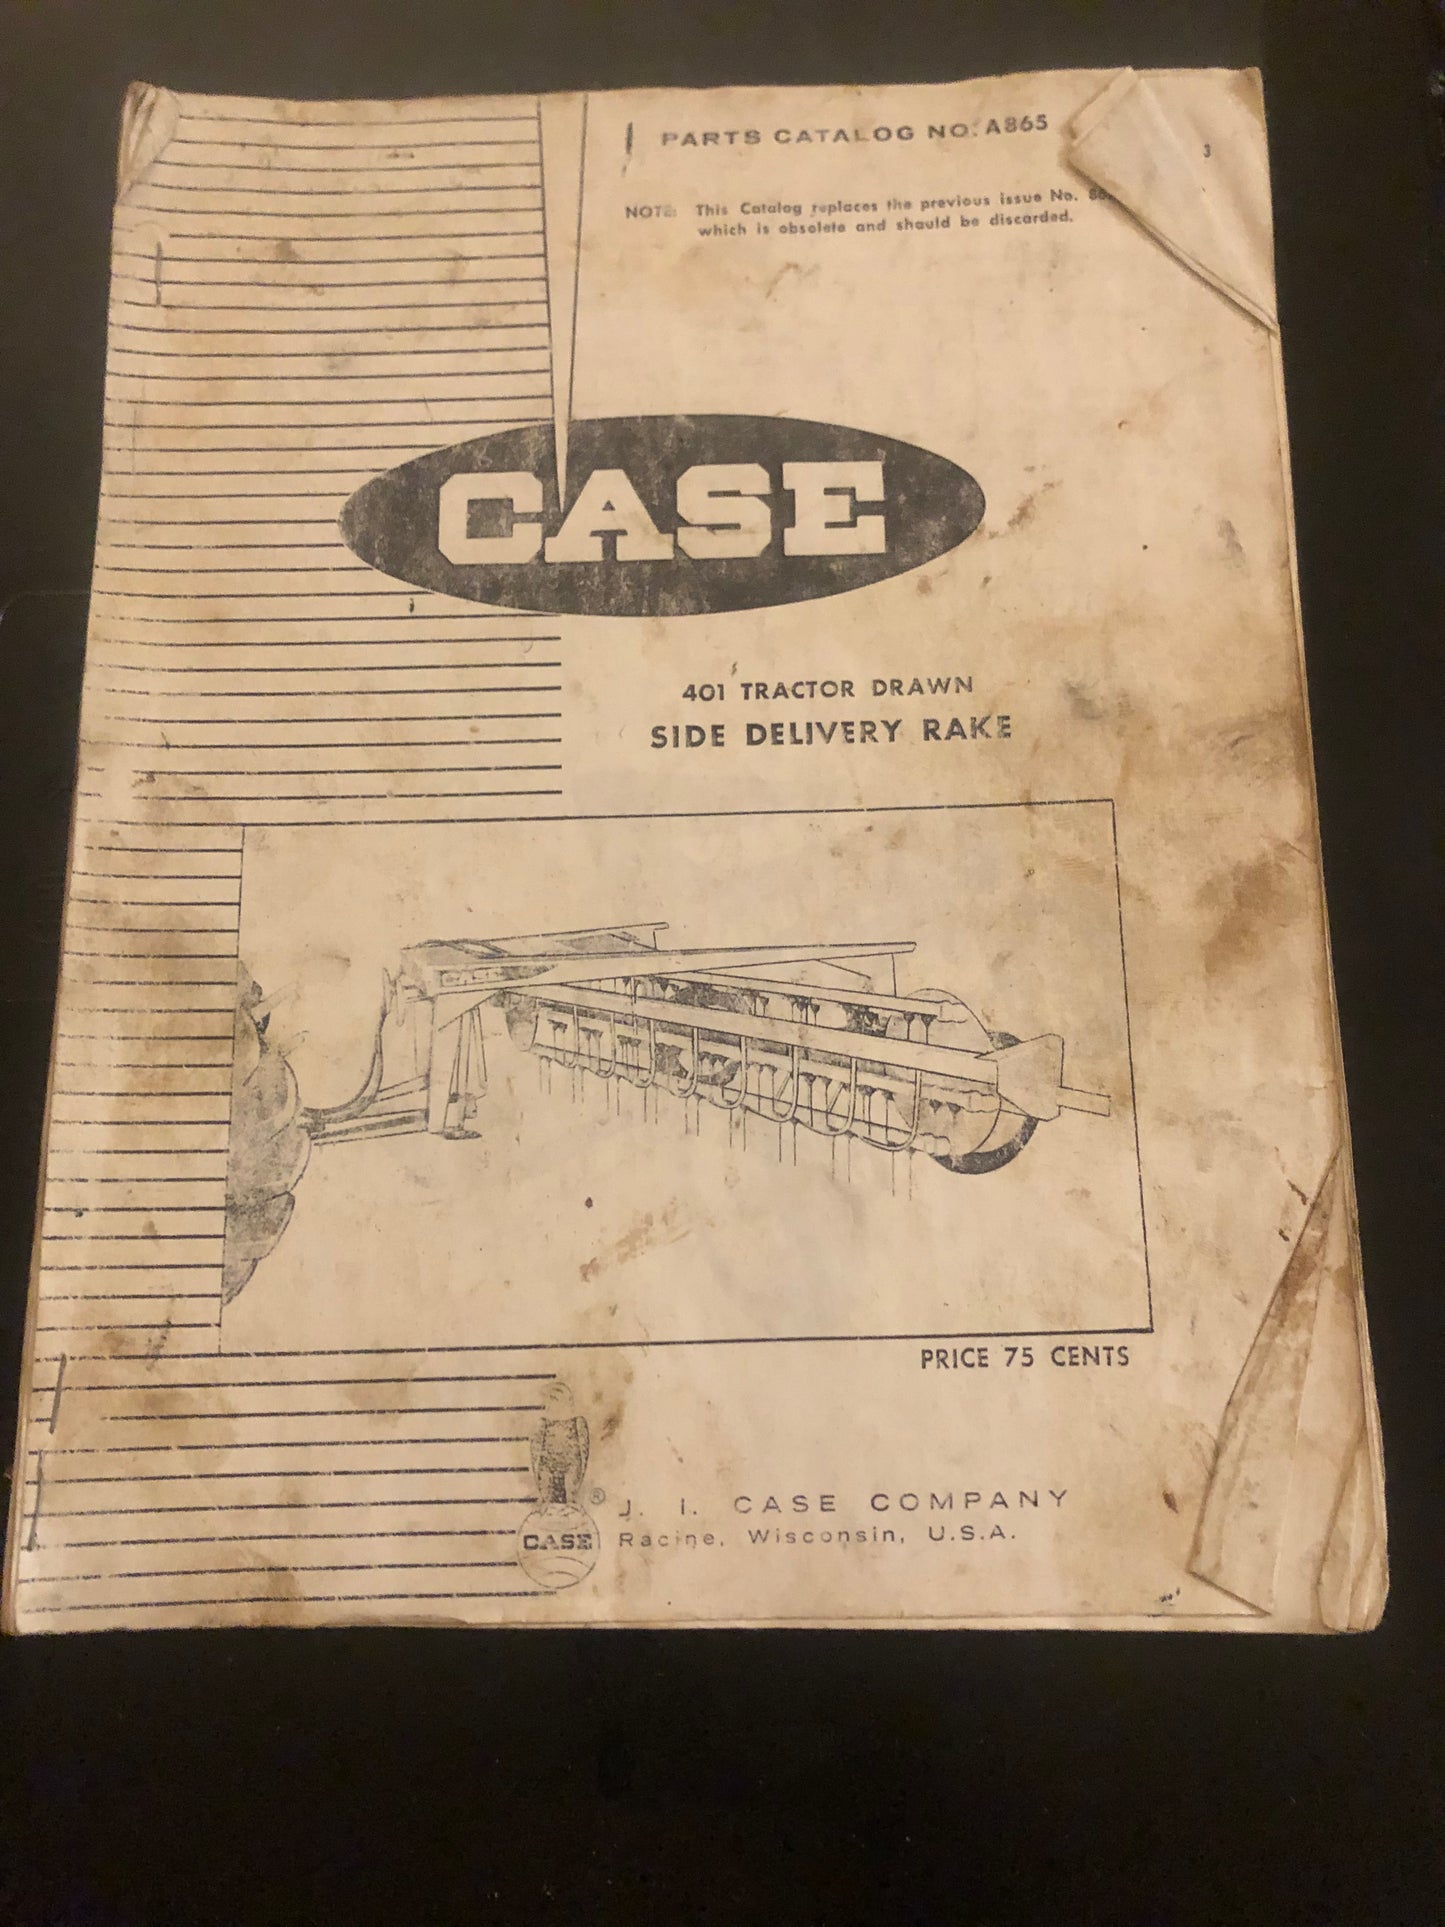 PARTS CATALOG NO. A865
3
NOTE: This Catalog replaces the previous issue No.
which is obsolete and should be discarded.
CASE
401 TRACTOR DRAWN
SIDE DELIVERY RAKE
PRICE 75 CENTS
® J. I. CASE COMPANY
CASE Racine, Wisconsin, U.S.A.